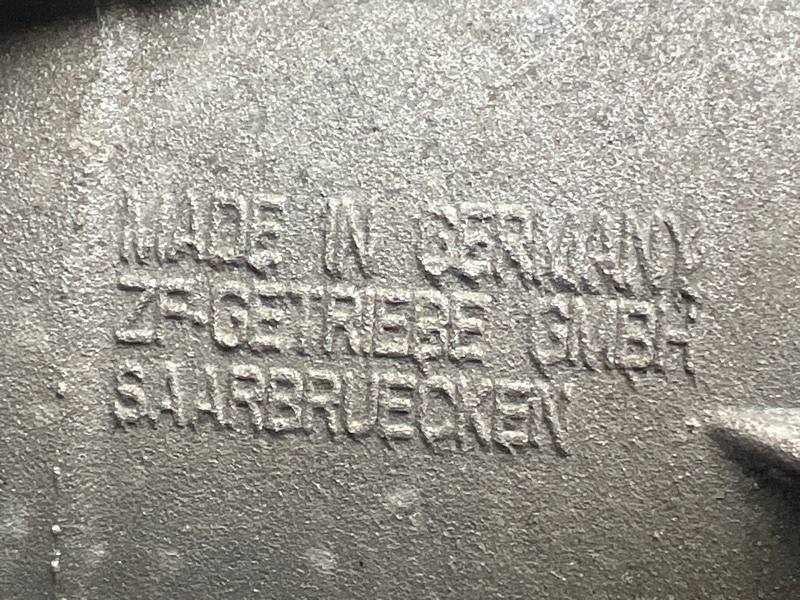 MADE IN GERMANY
ZF-GETRIEBE GMBH
SAARBRUECKEN